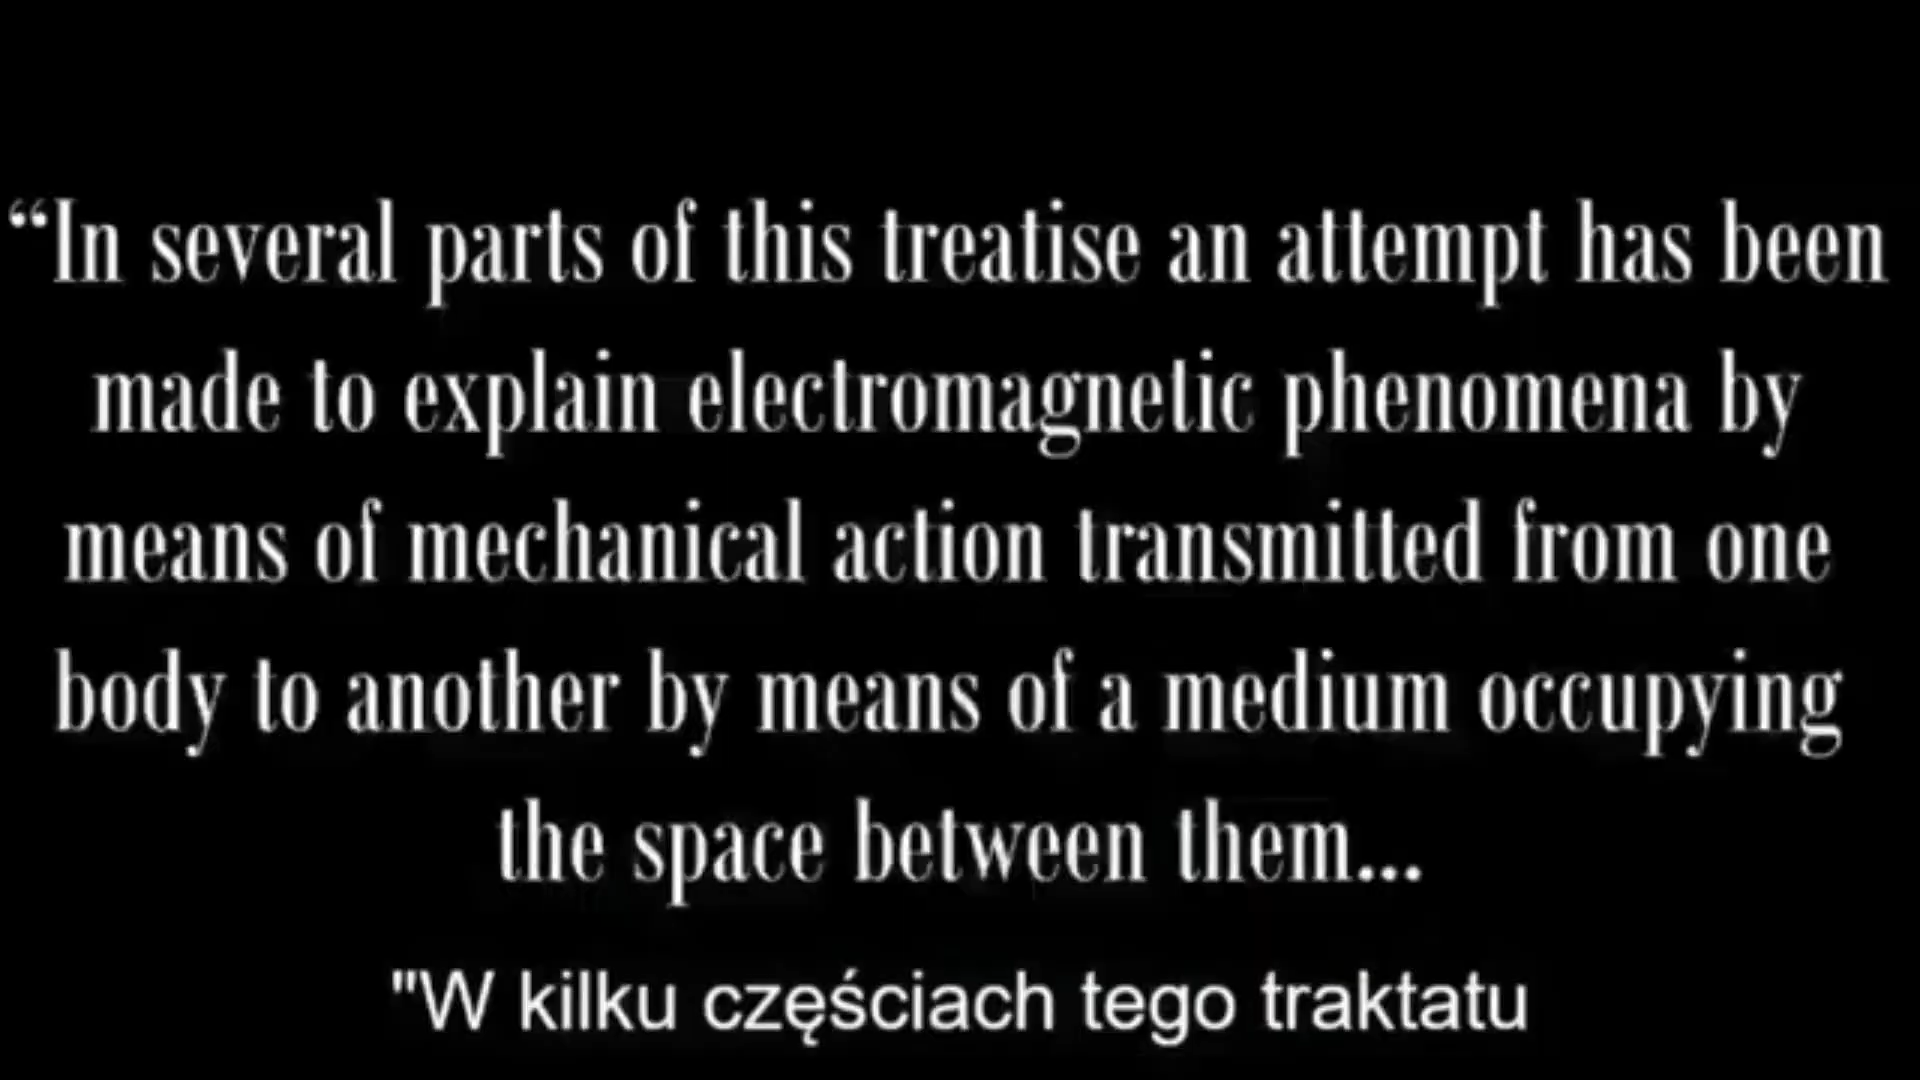 “In several parts of this treatise an attempt has been
made to explain electromagnetic phenomena by
means of mechanical action transmitted from one
body to another by means of a medium occupying
the space between them...
"W kilku częściach tego traktatu